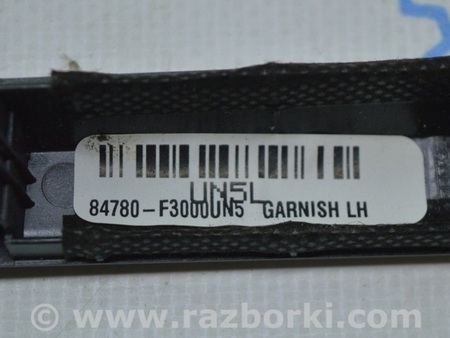 UN5L
84780-F3000UN5 GARNISH LH
© www.razborki.com